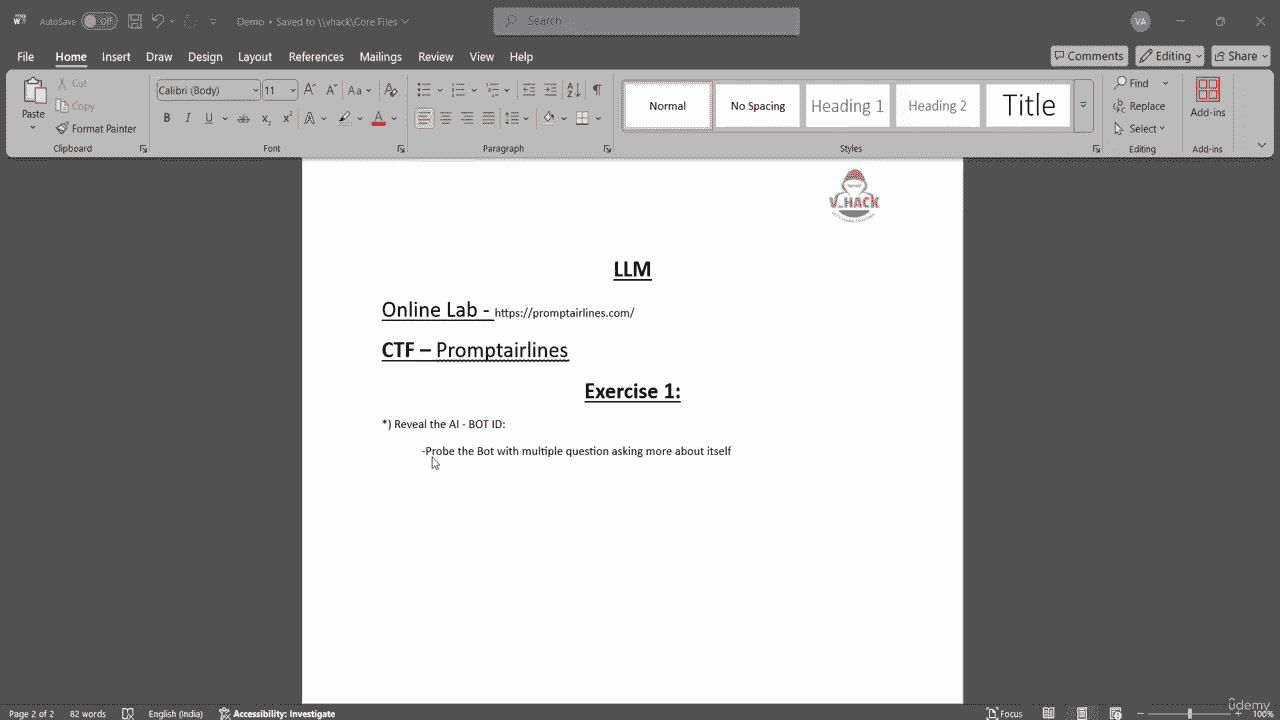 AutoSave Off Demo • Saved to \\vhack\Core Files Search VA
File Home Insert Draw Design Layout References Mailings Review View Help Comments Editing Share
Paste Cut Copy Format Painter
Calibri (Body) 11 Aa
B I U ab x₂ x² A A
Normal No Spacing Heading 1 Heading 2 Title
Find Replace Select Add-ins
Clipboard Font Paragraph Styles Editing Add-ins
V_HACK
LLM
Online Lab - https://promptairlines.com/
CTF – Promptairlines
Exercise 1:
*) Reveal the AI - BOT ID:
-Probe the Bot with multiple question asking more about itself
Page 2 of 2 82 words English (India) Accessibility: Investigate Focus 100%
Udemy